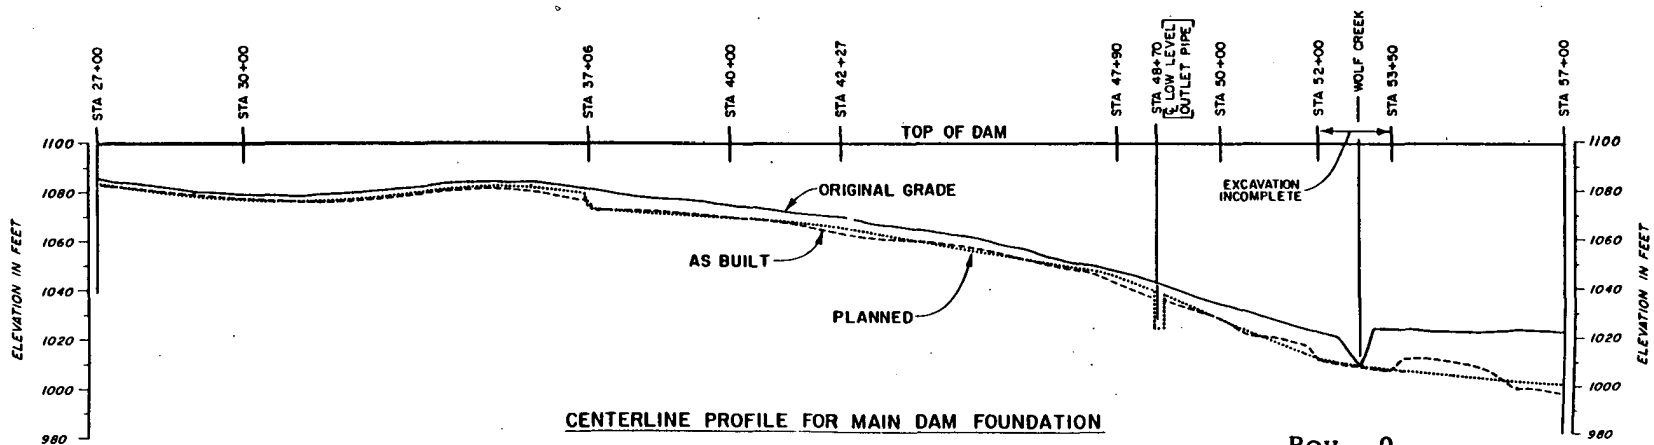 STA 27+00
STA 30+00
STA 37+06
STA 40+00
STA 42+27
STA 47+90
STA 48+70
℄ LOW LEVEL
OUTLET PIPE
STA 50+00
STA 52+00
WOLF CREEK
STA 53+50
STA 57+00
TOP OF DAM
1100
1080
1060
1040
1020
1000
980
ELEVATION IN FEET
ORIGINAL GRADE
AS BUILT
PLANNED
EXCAVATION
INCOMPLETE
1100
1080
1060
1040
1020
1000
980
ELEVATION IN FEET
CENTERLINE PROFILE FOR MAIN DAM FOUNDATION
Rev. 0